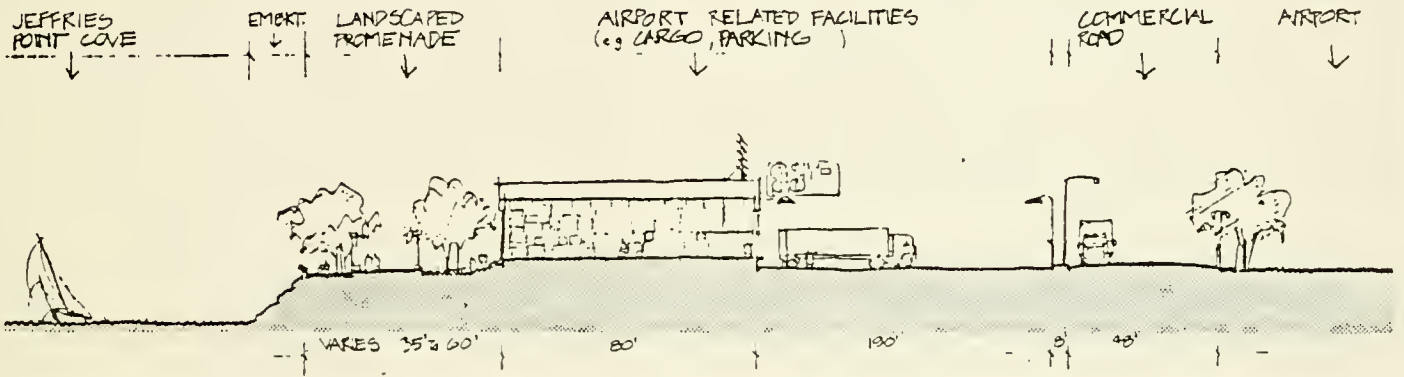 JEFFRIES
POINT COVE
EMBKT.
LANDSCAPED
PROMENADE
AIRPORT RELATED FACILITIES
(eg CARGO, PARKING )
COMMERCIAL
ROAD
AIRPORT
VARIES 35' to 60'
80'
190'
8'
48'